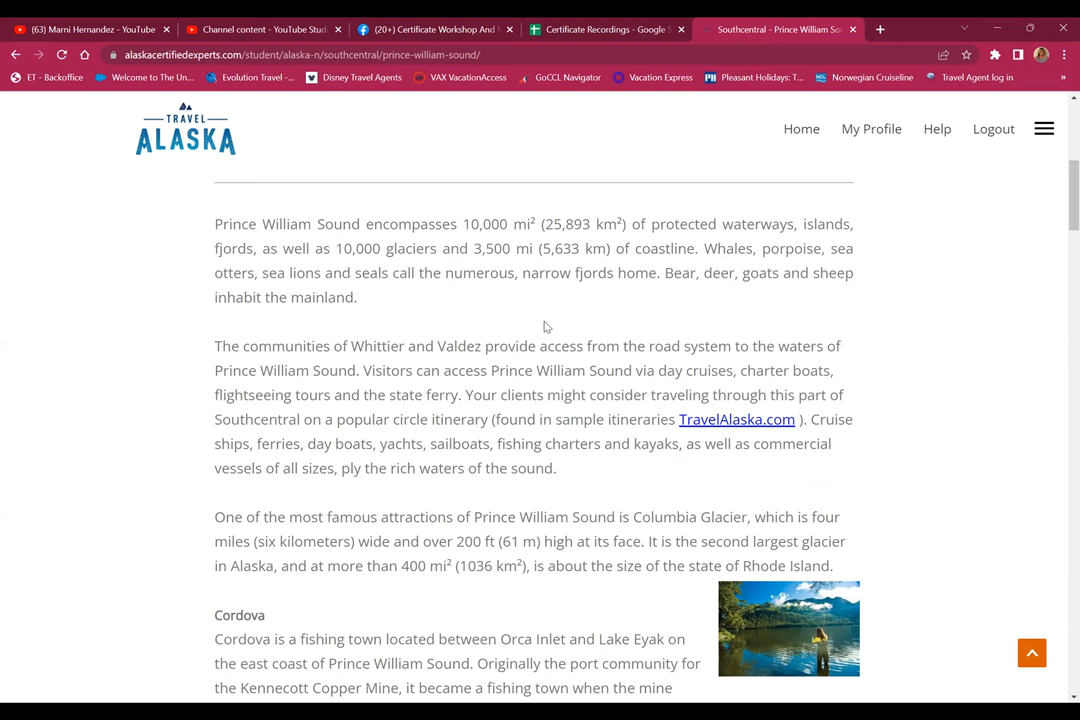 (63) Marni Hernandez - YouTube
Channel content - YouTube Stud
(20+) Certificate Workshop And M
Certificate Recordings - Google S
Southcentral - Prince William Sou
alaskacertifiedexperts.com/student/alaska-n/southcentral/prince-william-sound/
ET - Backoffice
Welcome to The Un...
Evolution Travel -...
Disney Travel Agents
VAX VacationAccess
GoCCL Navigator
Vacation Express
Pleasant Holidays: T...
Norwegian Cruiseline
Travel Agent log in
TRAVEL
ALASKA
Home
My Profile
Help
Logout
Prince William Sound encompasses 10,000 mi² (25,893 km²) of protected waterways, islands,
fjords, as well as 10,000 glaciers and 3,500 mi (5,633 km) of coastline. Whales, porpoise, sea
otters, sea lions and seals call the numerous, narrow fjords home. Bear, deer, goats and sheep
inhabit the mainland.
The communities of Whittier and Valdez provide access from the road system to the waters of
Prince William Sound. Visitors can access Prince William Sound via day cruises, charter boats,
flightseeing tours and the state ferry. Your clients might consider traveling through this part of
Southcentral on a popular circle itinerary (found in sample itineraries TravelAlaska.com ). Cruise
ships, ferries, day boats, yachts, sailboats, fishing charters and kayaks, as well as commercial
vessels of all sizes, ply the rich waters of the sound.
One of the most famous attractions of Prince William Sound is Columbia Glacier, which is four
miles (six kilometers) wide and over 200 ft (61 m) high at its face. It is the second largest glacier
in Alaska, and at more than 400 mi² (1036 km²), is about the size of the state of Rhode Island.
Cordova
Cordova is a fishing town located between Orca Inlet and Lake Eyak on
the east coast of Prince William Sound. Originally the port community for
the Kennecott Copper Mine, it became a fishing town when the mine